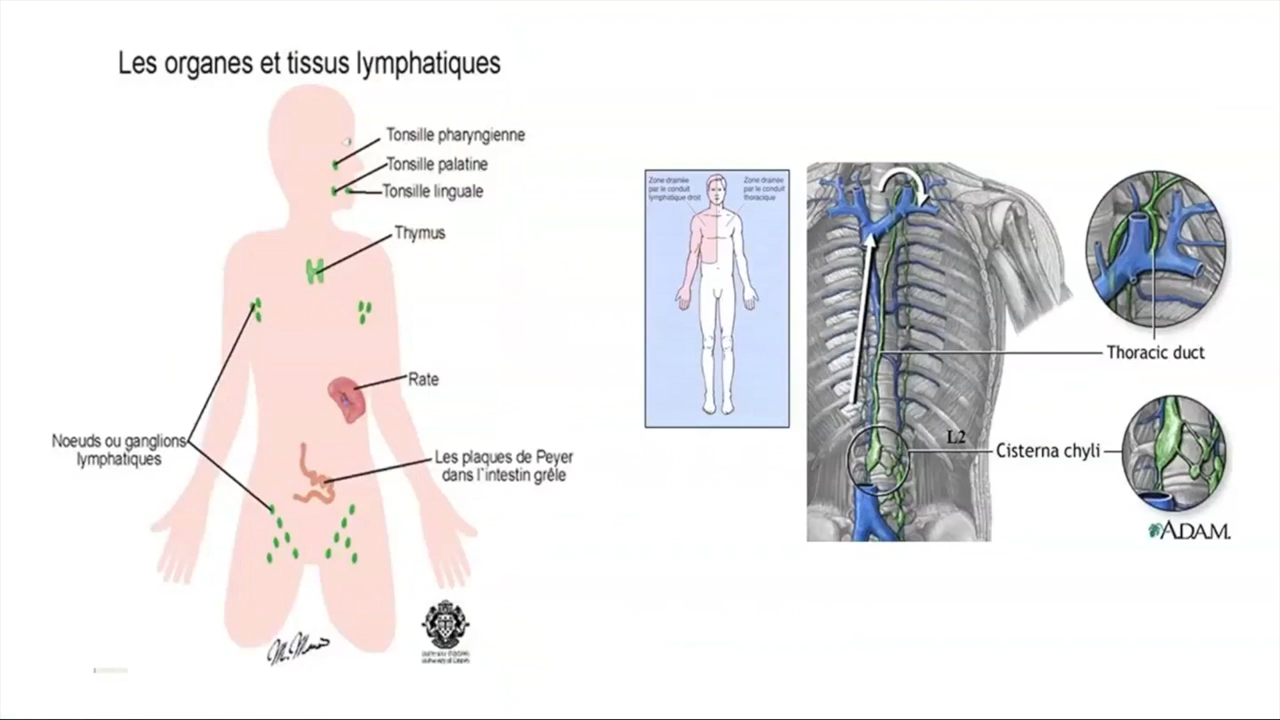 Les organes et tissus lymphatiques
Tonsille pharyngienne
Tonsille palatine
Tonsille linguale
Thymus
Rate
Noeuds ou ganglions
lymphatiques
Les plaques de Peyer
dans l`intestin grêle
Zone drainée
par le conduit
lymphatique droit
Zone drainée
par le conduit
thoracique
Thoracic duct
L2
Cisterna chyli
ADAM.